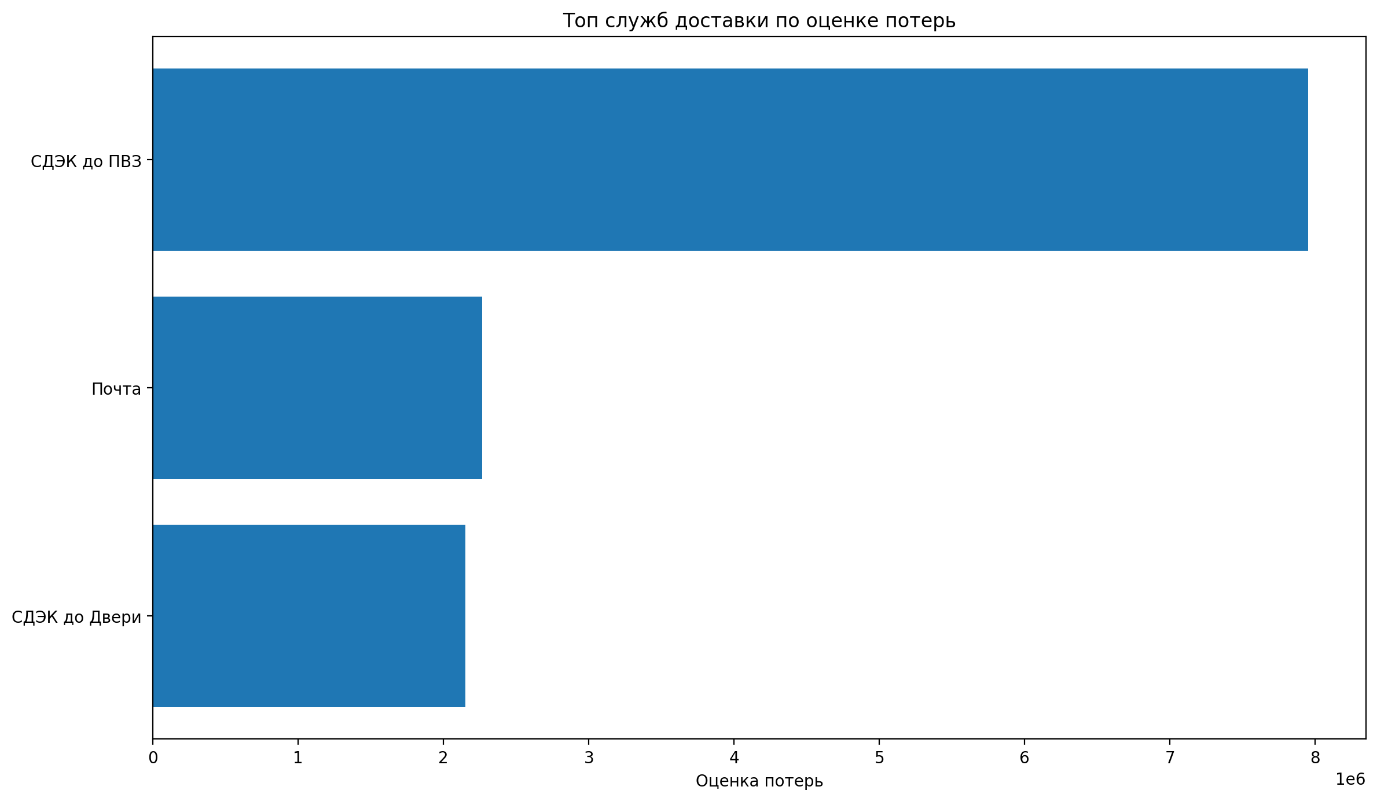 Топ служб доставки по оценке потерь
СДЭК до ПВЗ
Почта
СДЭК до Двери
0 1 2 3 4 5 6 7 8
Оценка потерь
1e6